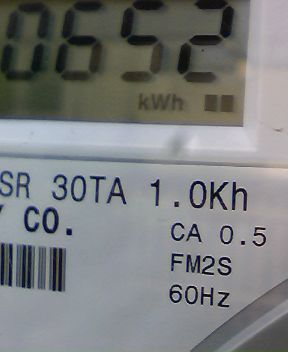 0652
kWh
SR 30TA 1.0Kh
Y CO.
CA 0.5
FM2S
60Hz